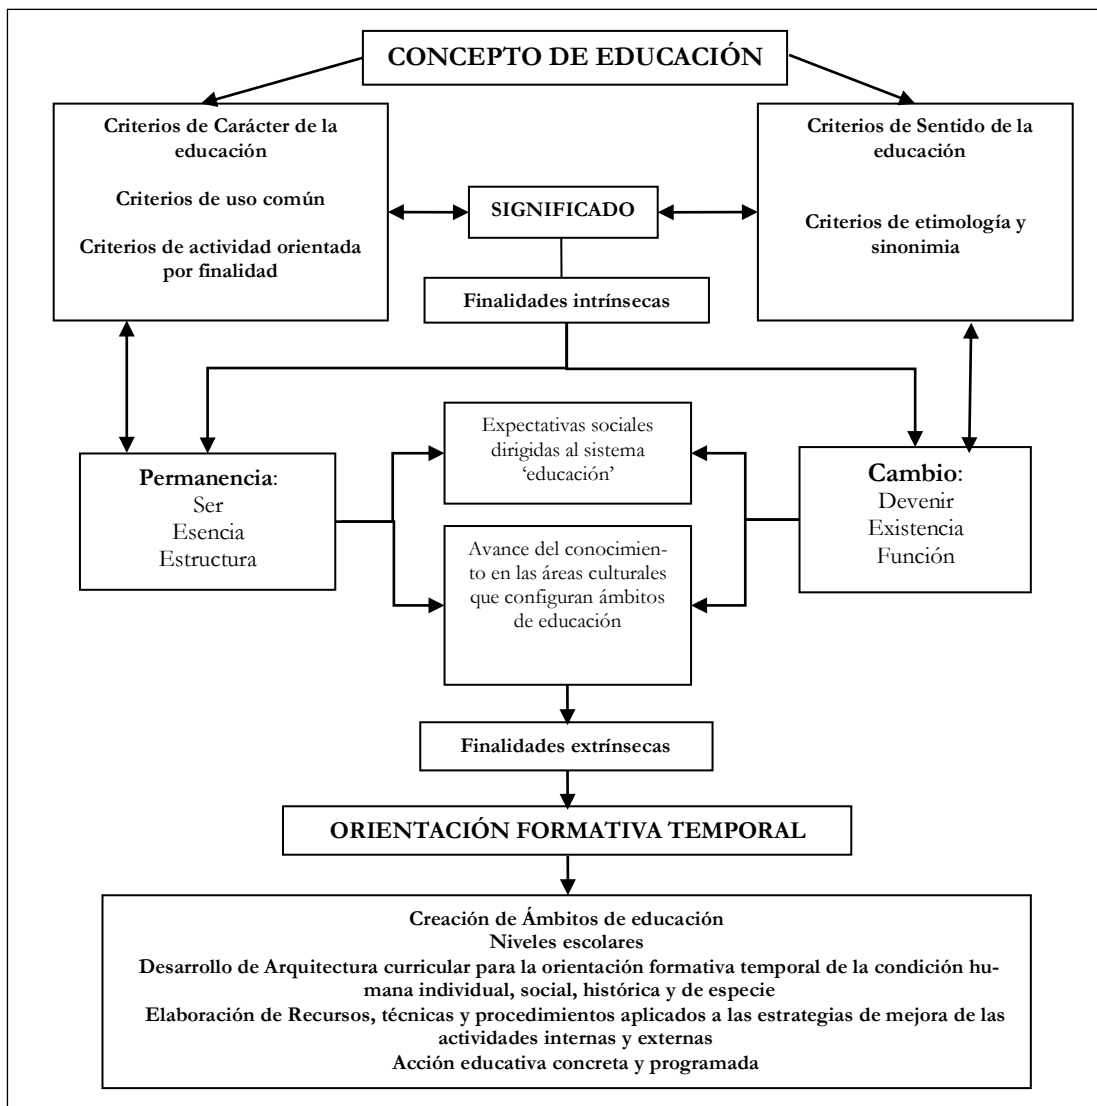 CONCEPTO DE EDUCACIÓN
Criterios de Carácter de la
educación
Criterios de uso común
Criterios de actividad orientada
por finalidad
SIGNIFICADO
Criterios de Sentido de la
educación
Criterios de etimología y
sinonimia
Finalidades intrínsecas
Permanencia:
Ser
Esencia
Estructura
Expectativas sociales
dirigidas al sistema
‘educación’
Avance del conocimien-
to en las áreas culturales
que configuran ámbitos
de educación
Cambio:
Devenir
Existencia
Función
Finalidades extrínsecas
ORIENTACIÓN FORMATIVA TEMPORAL
Creación de Ámbitos de educación
Niveles escolares
Desarrollo de Arquitectura curricular para la orientación formativa temporal de la condición hu-
mana individual, social, histórica y de especie
Elaboración de Recursos, técnicas y procedimientos aplicados a las estrategias de mejora de las
actividades internas y externas
Acción educativa concreta y programada